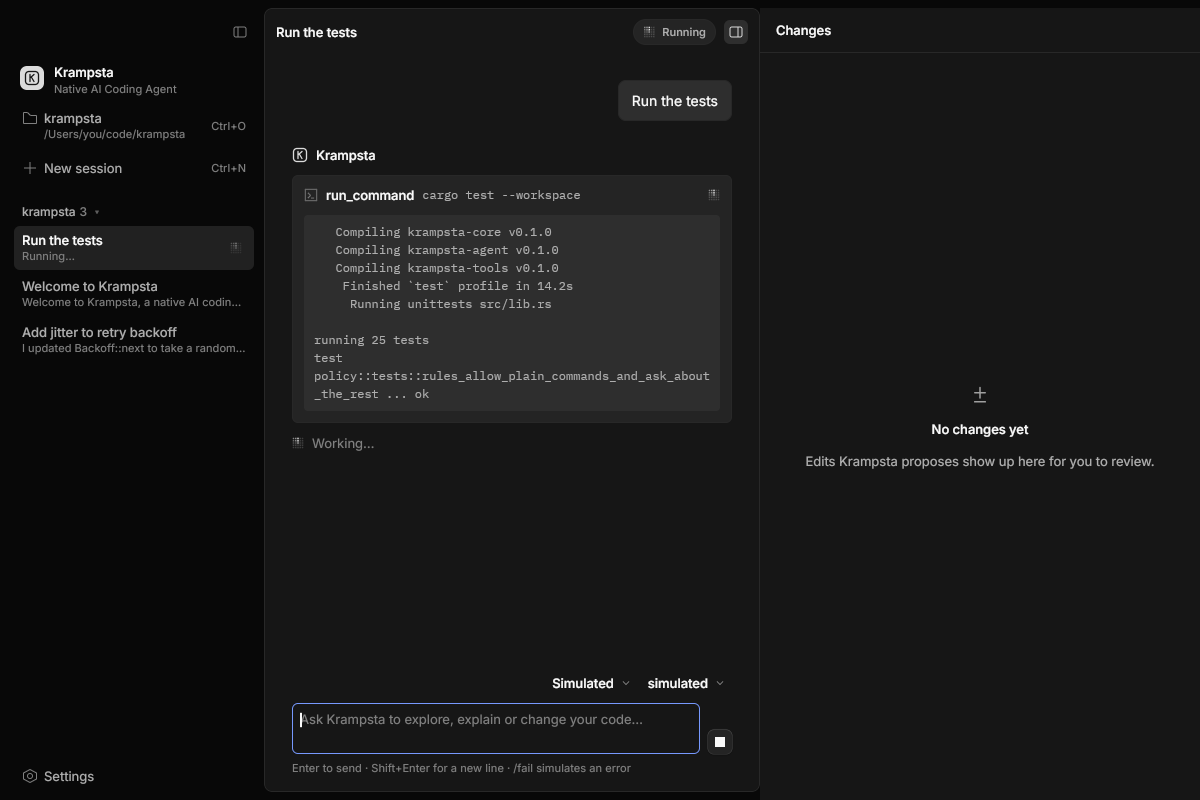 Krampsta
Native AI Coding Agent
krampsta
/Users/you/code/krampsta
Ctrl+O
New session
Ctrl+N
krampsta 3
Run the tests
Running...
Welcome to Krampsta
Welcome to Krampsta, a native AI codin...
Add jitter to retry backoff
I updated Backoff::next to take a random...
Settings
Run the tests
Running
Run the tests
K Krampsta
run_command cargo test --workspace
Compiling krampsta-core v0.1.0
Compiling krampsta-agent v0.1.0
Compiling krampsta-tools v0.1.0
Finished `test` profile in 14.2s
Running unittests src/lib.rs
running 25 tests
test
policy::tests::rules_allow_plain_commands_and_ask_about
_the_rest ... ok
Working...
Simulated
simulated
Ask Krampsta to explore, explain or change your code...
Enter to send · Shift+Enter for a new line · /fail simulates an error
Changes
No changes yet
Edits Krampsta proposes show up here for you to review.